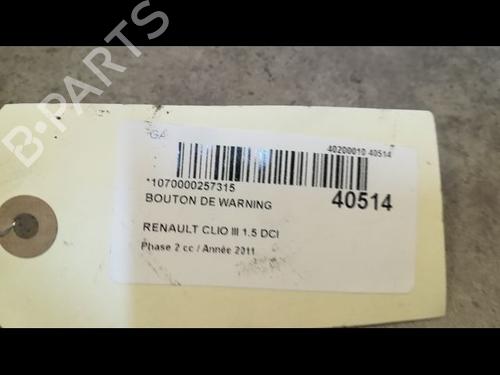 B-PARTS
GA
40200010 40514
*1070000257315
BOUTON DE WARNING
40514
RENAULT CLIO III 1.5 DCI
Phase 2 cc / Année 2011